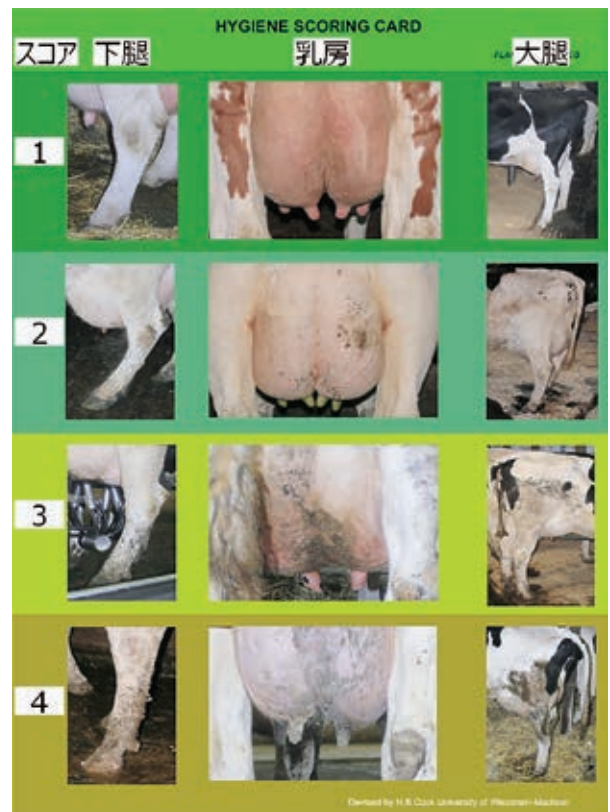 HYGIENE SCORING CARD
スコア 下腿 乳房 大腿
1
2
3
4
Devised by N.B.Cook University of Wisconsin-Madison